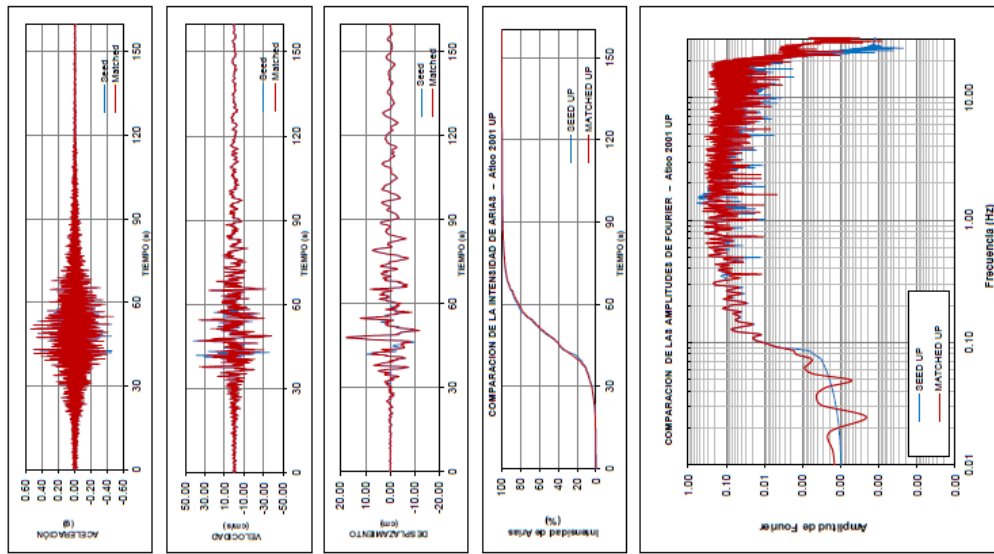 0.60
0.40
0.20
0.00
-0.20
-0.40
-0.60
ACELERACIÓN
(g)
0
30
60
90
120
150
TIEMPO (s)
Seed
Matched
50.00
30.00
10.00
-10.00
-30.00
-50.00
VELOCIDAD
(cm/s)
0
30
60
90
120
150
TIEMPO (s)
Seed
Matched
20.00
10.00
0.00
-10.00
-20.00
DESPLAZAMIENTO
(cm)
0
30
60
90
120
150
TIEMPO (s)
Seed
Matched
COMPARACION DE LA INTENSIDAD DE ARIAS - Atico 2001 UP
100
80
60
40
20
0
Intensidad de Arias
(%)
0
30
60
90
120
150
TIEMPO (s)
SEED UP
MATCHED UP
COMPARACION DE LAS AMPLITUDES DE FOURIER - Atico 2001 UP
1.00
0.10
0.01
0.00
0.00
0.00
0.00
Amplitud de Fourier
0.01
0.10
1.00
10.00
Frecuencia (Hz)
SEED UP
MATCHED UP